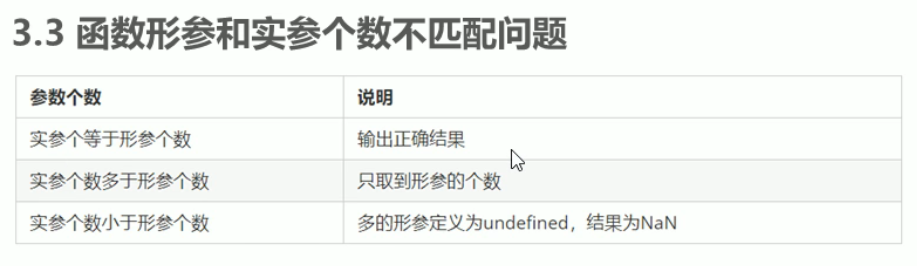 3.3 函数形参和实参个数不匹配问题
参数个数 说明
实参个等于形参个数 输出正确结果
实参个数多于形参个数 只取到形参的个数
实参个数小于形参个数 多的形参定义为undefined，结果为NaN